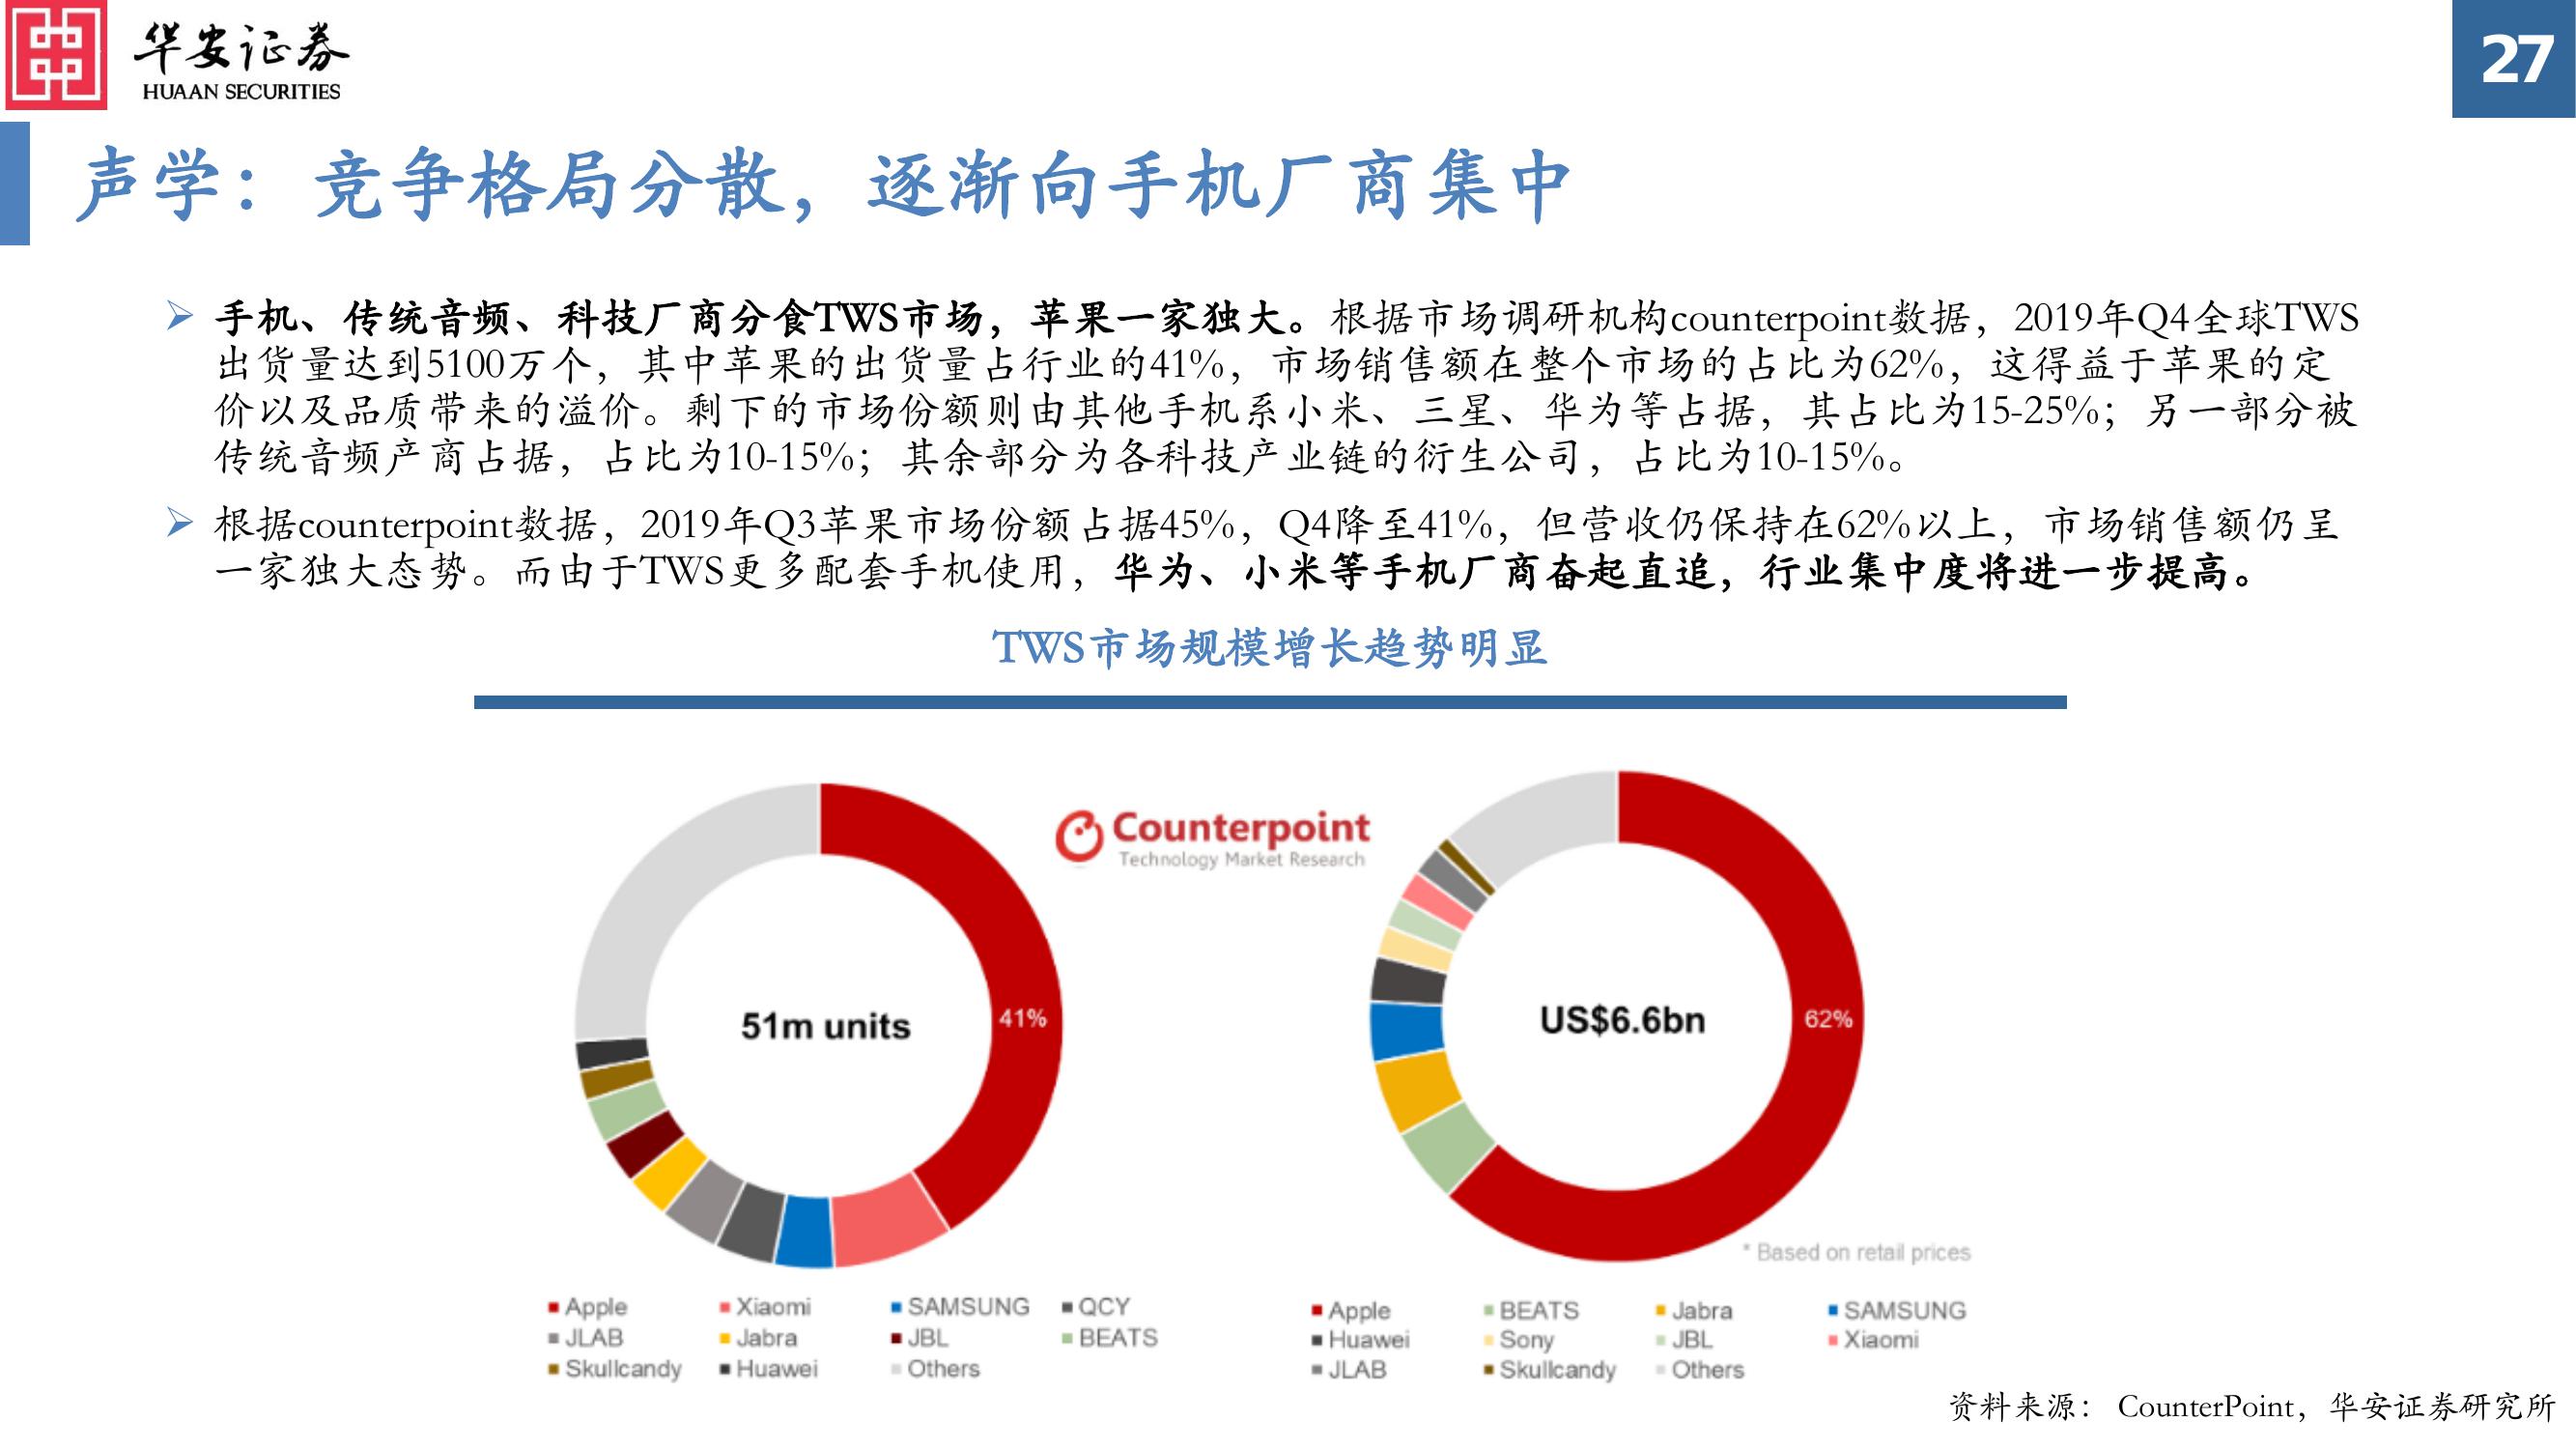 华安证券
HUAAN SECURITIES
27
声学：竞争格局分散，逐渐向手机厂商集中
➢ 手机、传统音频、科技厂商分食TWS市场，苹果一家独大。根据市场调研机构counterpoint数据，2019年Q4全球TWS
出货量达到5100万个，其中苹果的出货量占行业的41%，市场销售额在整个市场的占比为62%，这得益于苹果的定
价以及品质带来的溢价。剩下的市场份额则由其他手机系小米、三星、华为等占据，其占比为15-25%；另一部分被
传统音频产商占据，占比为10-15%；其余部分为各科技产业链的衍生公司，占比为10-15%。
➢ 根据counterpoint数据，2019年Q3苹果市场份额占据45%，Q4降至41%，但营收仍保持在62%以上，市场销售额仍呈
一家独大态势。而由于TWS更多配套手机使用，华为、小米等手机厂商奋起直追，行业集中度将进一步提高。
TWS市场规模增长趋势明显
Counterpoint
Technology Market Research
51m units
41%
US$6.6bn
62%
* Based on retail prices
Apple Xiaomi SAMSUNG QCY
JLAB Jabra JBL BEATS
Skullcandy Huawei Others
Apple BEATS Jabra SAMSUNG
Huawei Sony JBL Xiaomi
JLAB Skullcandy Others
资料来源： CounterPoint，华安证券研究所